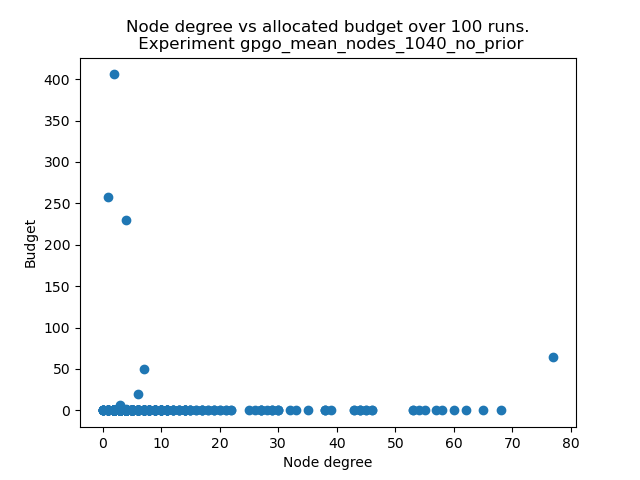 Node degree vs allocated budget over 100 runs.
Experiment gpgo_mean_nodes_1040_no_prior
400
350
300
250
200
150
100
50
0
Budget
0 10 20 30 40 50 60 70 80
Node degree